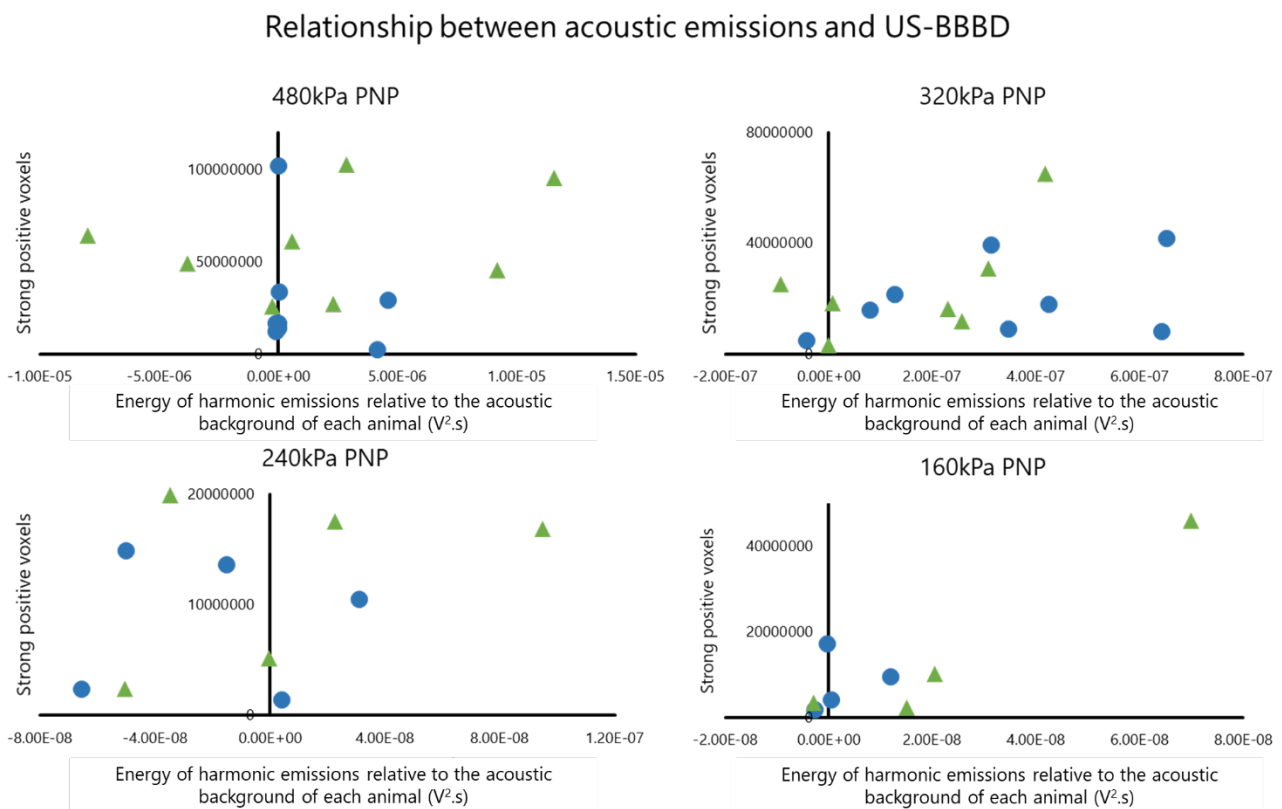 Relationship between acoustic emissions and US-BBBD
480kPa PNP
Strong positive voxels
100000000
50000000
0
-1.00E-05 -5.00E-06 0.00E+00 5.00E-06 1.00E-05 1.50E-05
Energy of harmonic emissions relative to the acoustic
background of each animal (V².s)
320kPa PNP
Strong positive voxels
80000000
40000000
0
-2.00E-07 0.00E+00 2.00E-07 4.00E-07 6.00E-07 8.00E-07
Energy of harmonic emissions relative to the acoustic
background of each animal (V².s)
240kPa PNP
Strong positive voxels
20000000
10000000
0
-8.00E-08 -4.00E-08 0.00E+00 4.00E-08 8.00E-08 1.20E-07
Energy of harmonic emissions relative to the acoustic
background of each animal (V².s)
160kPa PNP
Strong positive voxels
40000000
20000000
0
-2.00E-08 0.00E+00 2.00E-08 4.00E-08 6.00E-08 8.00E-08
Energy of harmonic emissions relative to the acoustic
background of each animal (V².s)